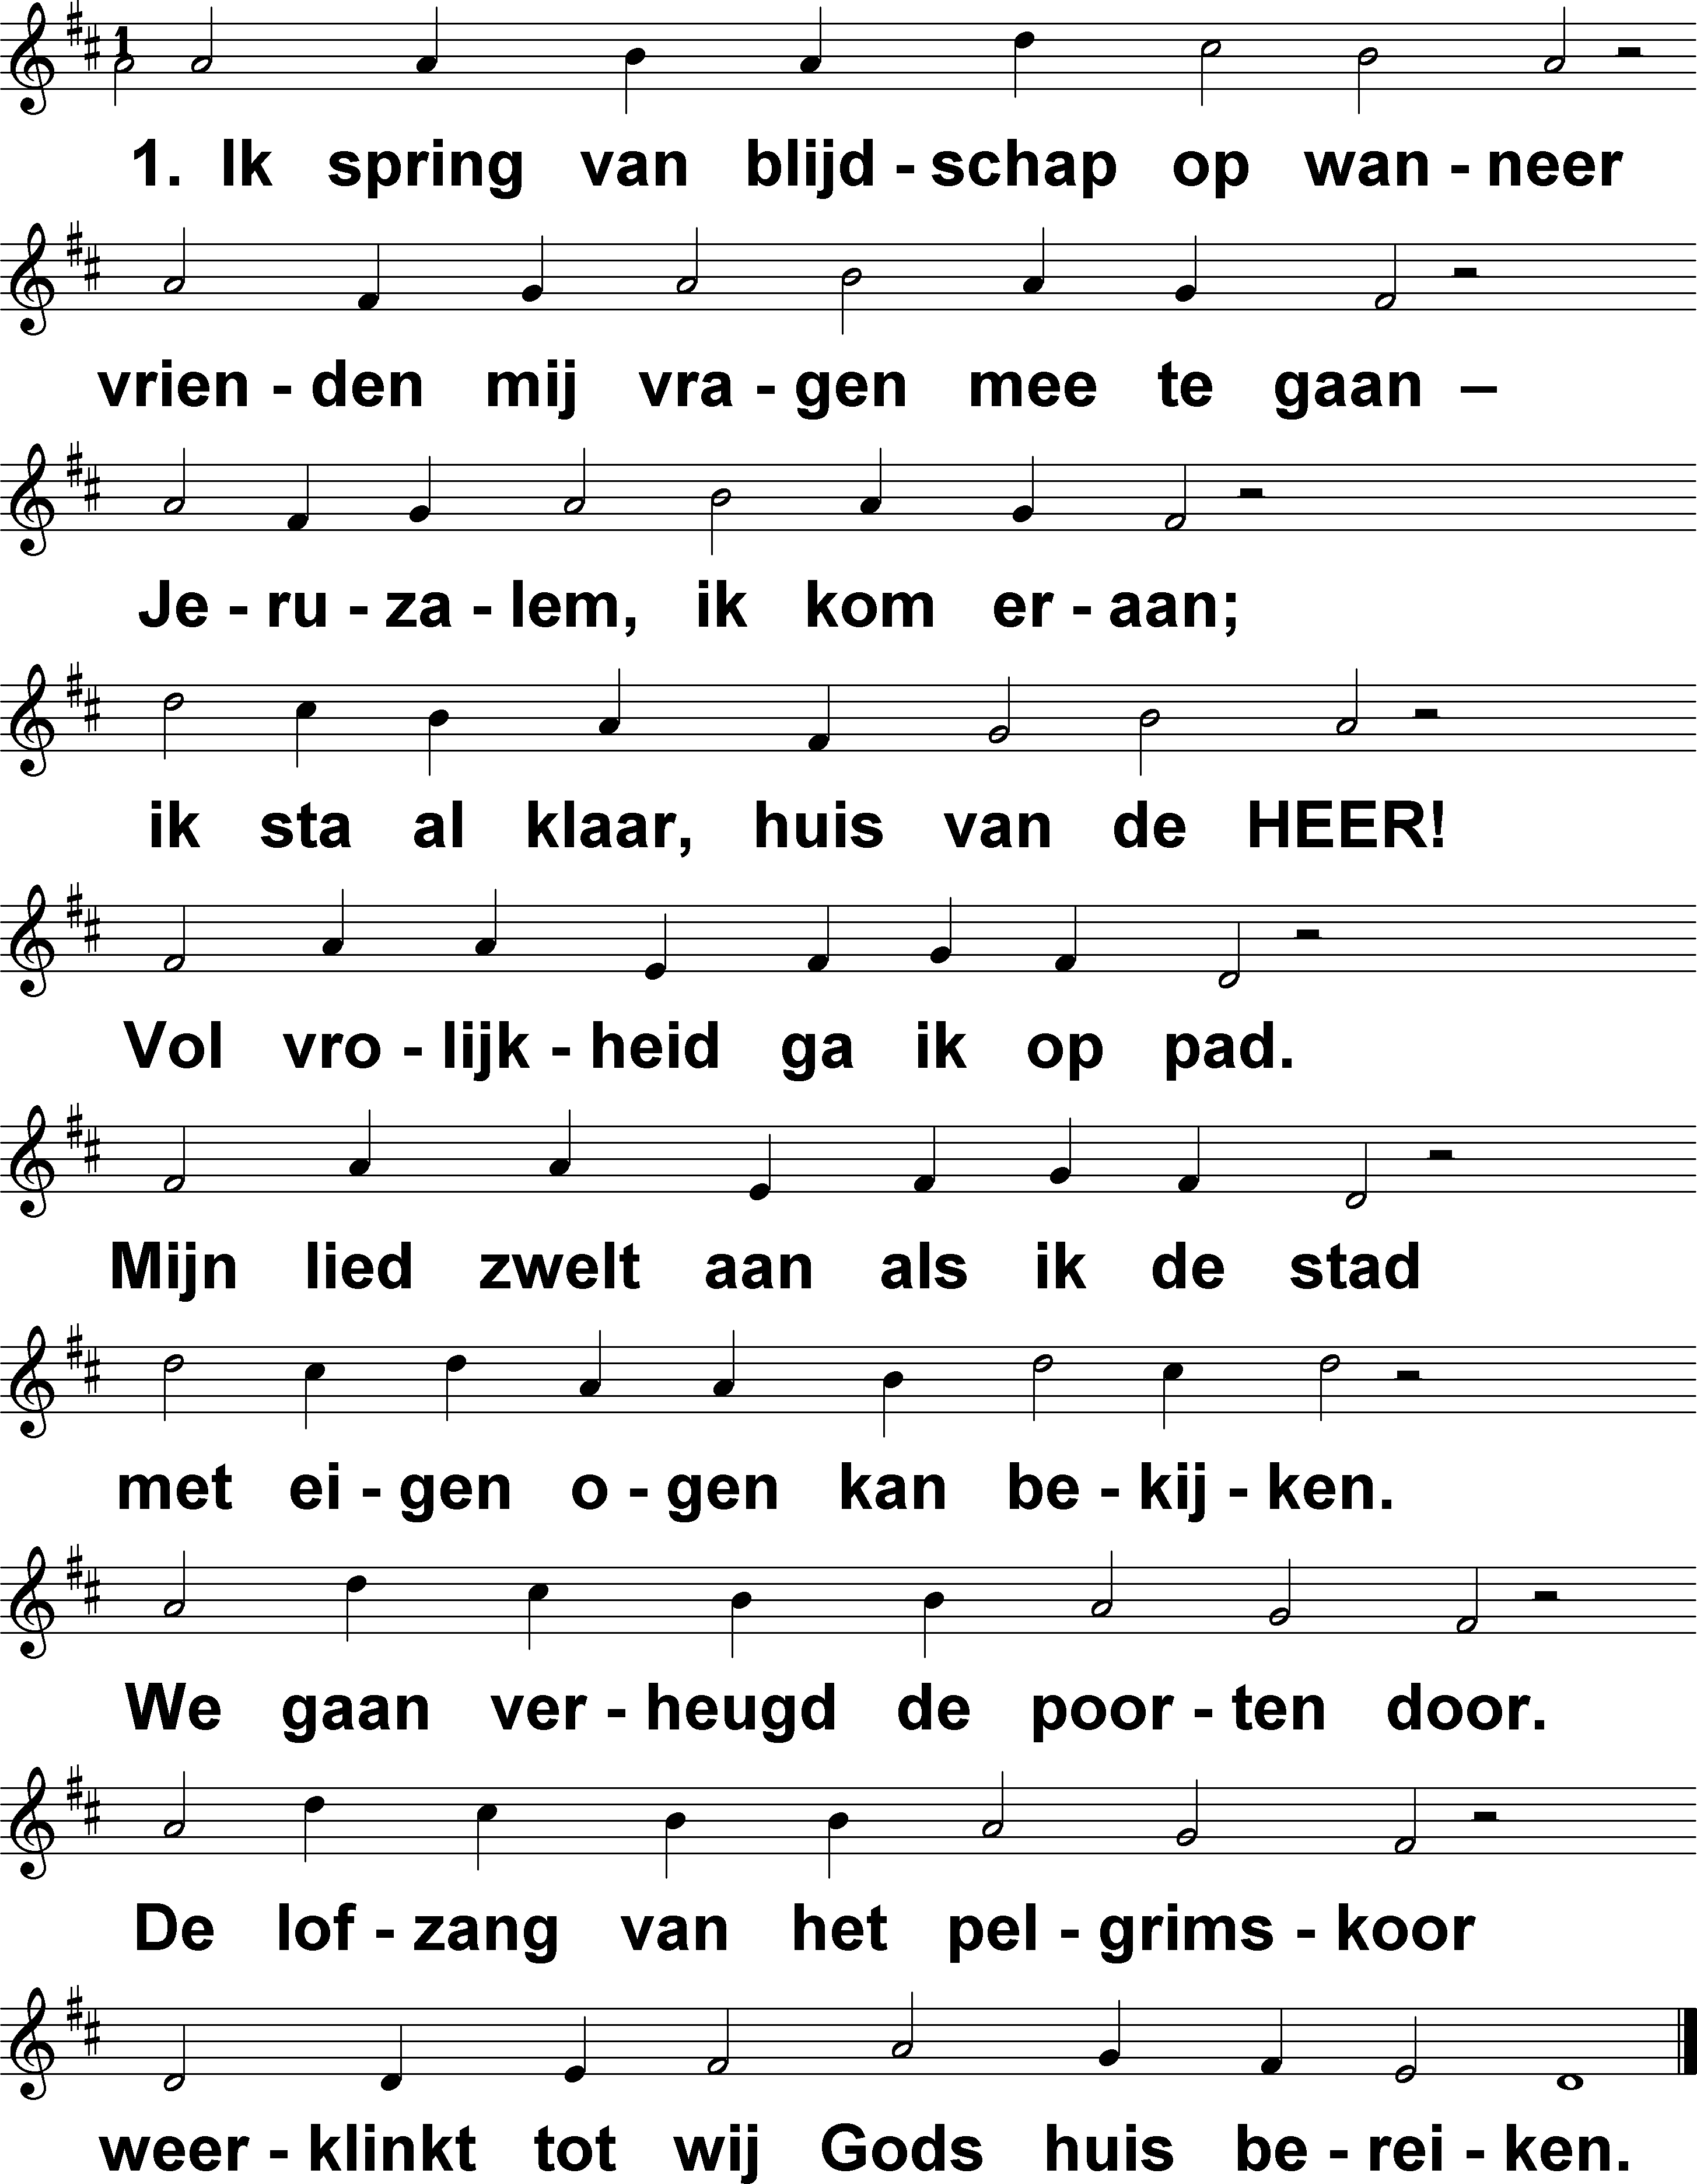 1. Ik spring van blijd - schap op wan - neer
vrien - den mij vra - gen mee te gaan –
Je - ru - za - lem, ik kom er - aan;
ik sta al klaar, huis van de HEER!
Vol vro - lijk - heid ga ik op pad.
Mijn lied zwelt aan als ik de stad
met ei - gen o - gen kan be - kij - ken.
We gaan ver - heugd de poor - ten door.
De lof - zang van het pel - grims - koor
weer - klinkt tot wij Gods huis be - rei - ken.